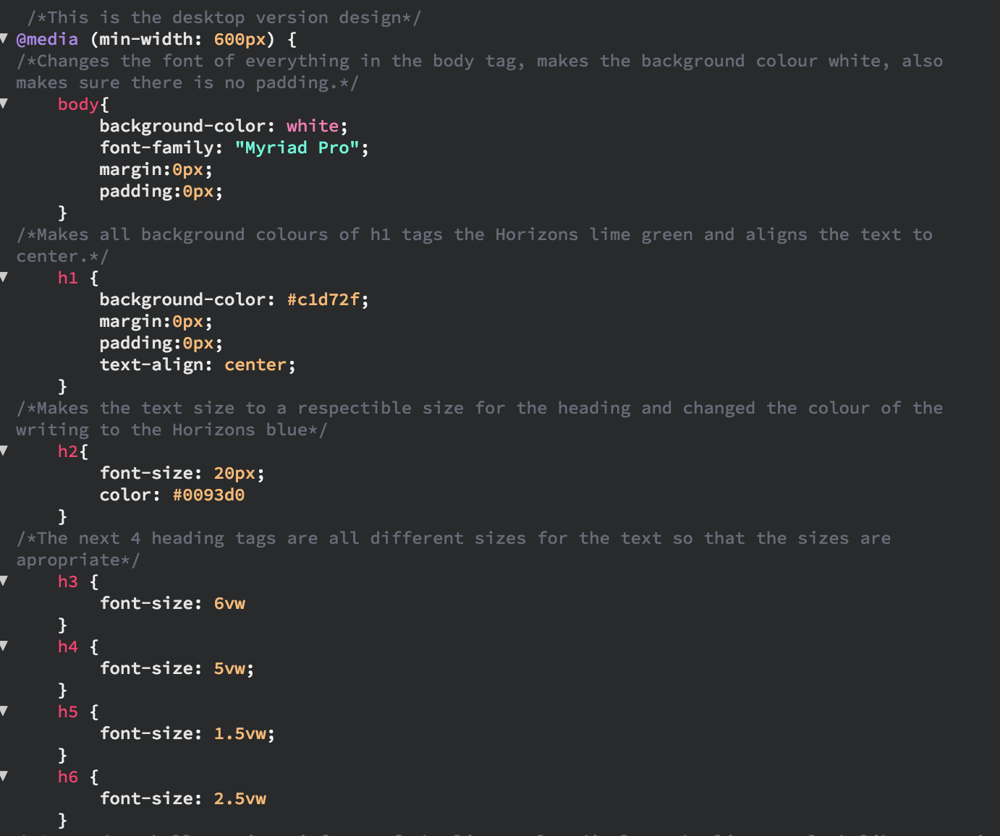 /*This is the desktop version design*/
@media (min-width: 600px) {
/*Changes the font of everything in the body tag, makes the background colour white, also
makes sure there is no padding.*/
body{
background-color: white;
font-family: "Myriad Pro";
margin:0px;
padding:0px;
}
/*Makes all background colours of h1 tags the Horizons lime green and aligns the text to
center.*/
h1 {
background-color: #c1d72f;
margin:0px;
padding:0px;
text-align: center;
}
/*Makes the text size to a respectible size for the heading and changed the colour of the
writing to the Horizons blue*/
h2{
font-size: 20px;
color: #0093d0
}
/*The next 4 heading tags are all different sizes for the text so that the sizes are
apropriate*/
h3 {
font-size: 6vw
}
h4 {
font-size: 5vw;
}
h5 {
font-size: 1.5vw;
}
h6 {
font-size: 2.5vw
}